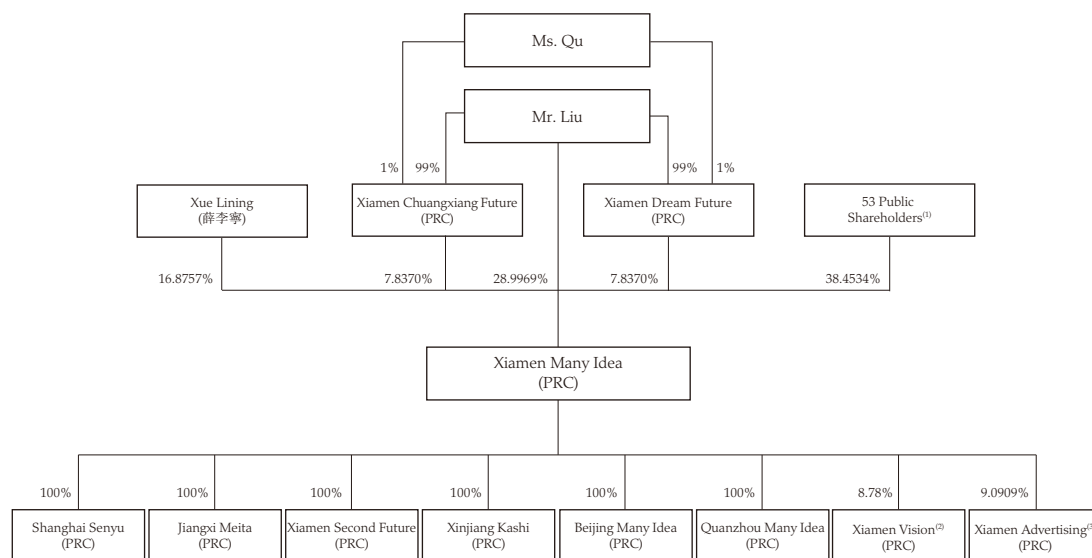 Ms. Qu
Mr. Liu
1%
99%
99%
1%
Xue Lining
(薛李寧)
Xiamen Chuangxiang Future
(PRC)
Xiamen Dream Future
(PRC)
53 Public
Shareholders(1)
16.8757%
7.8370%
28.9969%
7.8370%
38.4534%
Xiamen Many Idea
(PRC)
100%
100%
100%
100%
100%
100%
8.78%
9.0909%
Shanghai Senyu
(PRC)
Jiangxi Meita
(PRC)
Xiamen Second Future
(PRC)
Xinjiang Kashi
(PRC)
Beijing Many Idea
(PRC)
Quanzhou Many Idea
(PRC)
Xiamen Vision(2)
(PRC)
Xiamen Advertising(3)
(PRC)